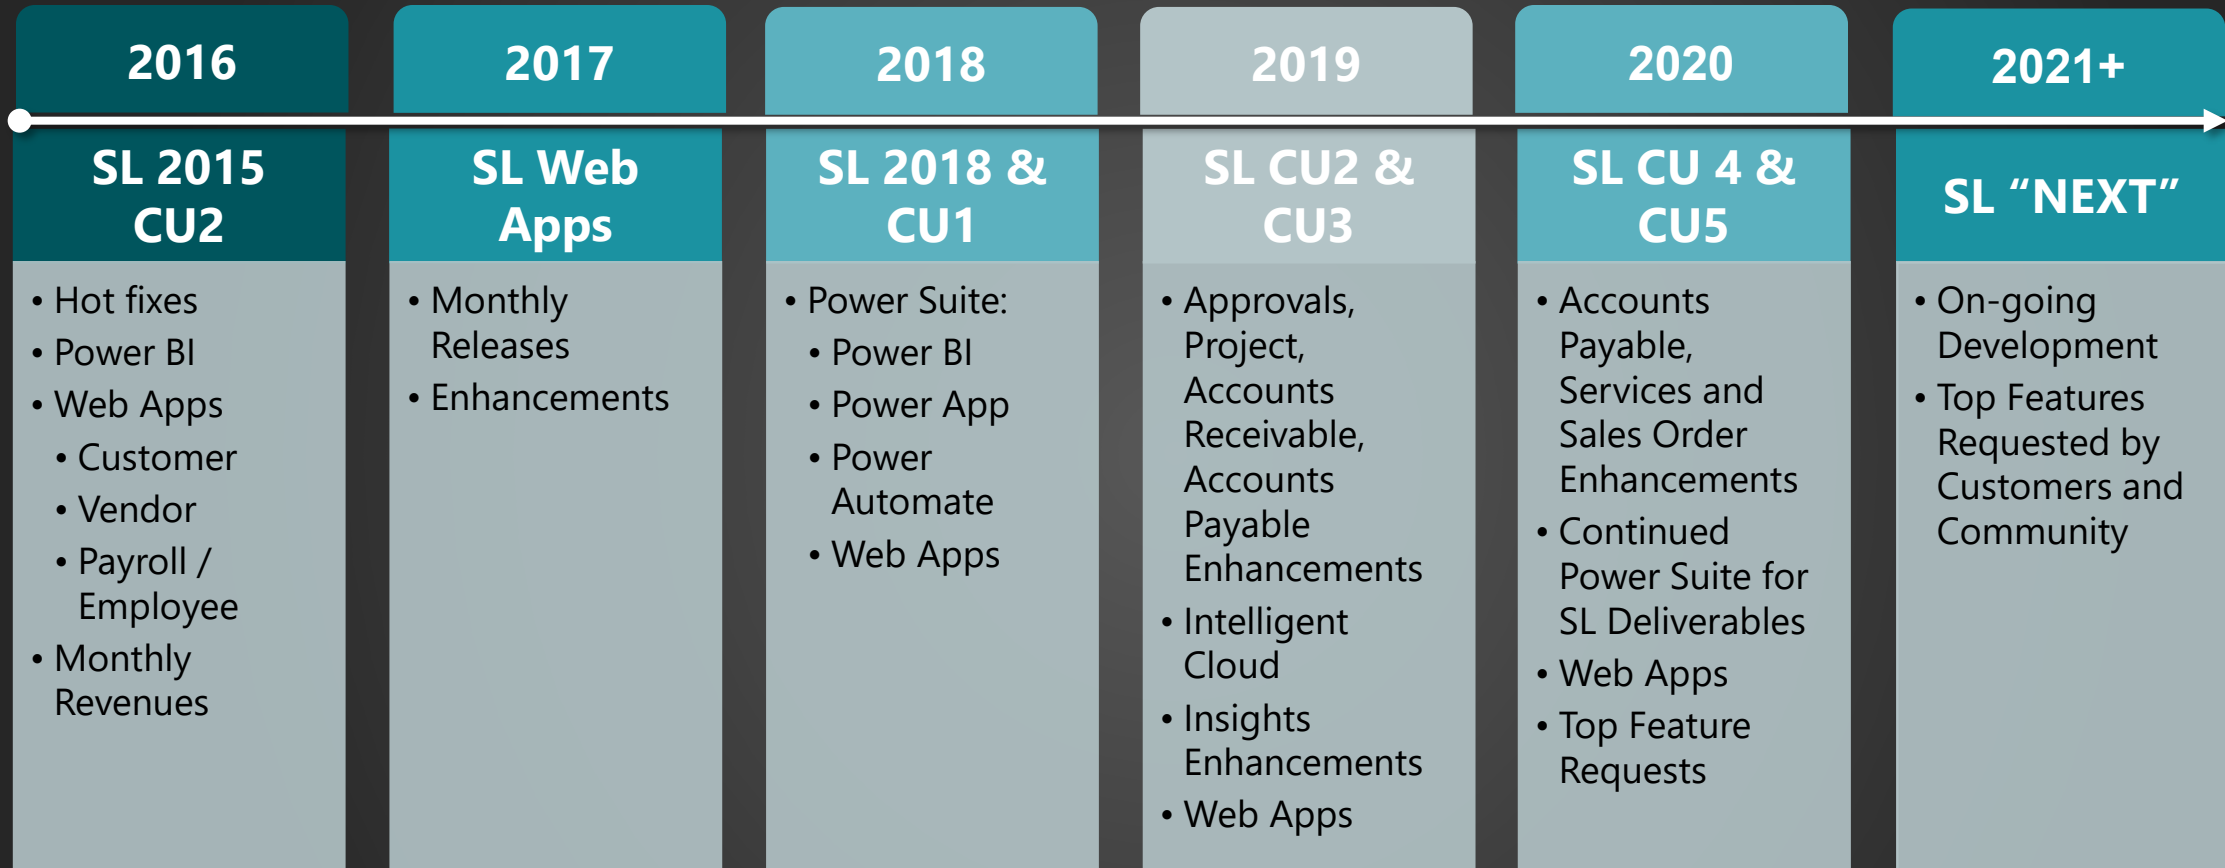 2016
SL 2015
CU2
• Hot fixes
• Power BI
• Web Apps
• Customer
• Vendor
• Payroll /
Employee
• Monthly
Revenues
2017
SL Web
Apps
• Monthly
Releases
• Enhancements
2018
SL 2018 &
CU1
• Power Suite:
• Power BI
• Power App
• Power
Automate
• Web Apps
2019
SL CU2 &
CU3
• Approvals,
Project,
Accounts
Receivable,
Accounts
Payable
Enhancements
• Intelligent
Cloud
• Insights
Enhancements
• Web Apps
2020
SL CU 4 &
CU5
• Accounts
Payable,
Services and
Sales Order
Enhancements
• Continued
Power Suite for
SL Deliverables
• Web Apps
• Top Feature
Requests
2021+
SL “NEXT”
• On-going
Development
• Top Features
Requested by
Customers and
Community